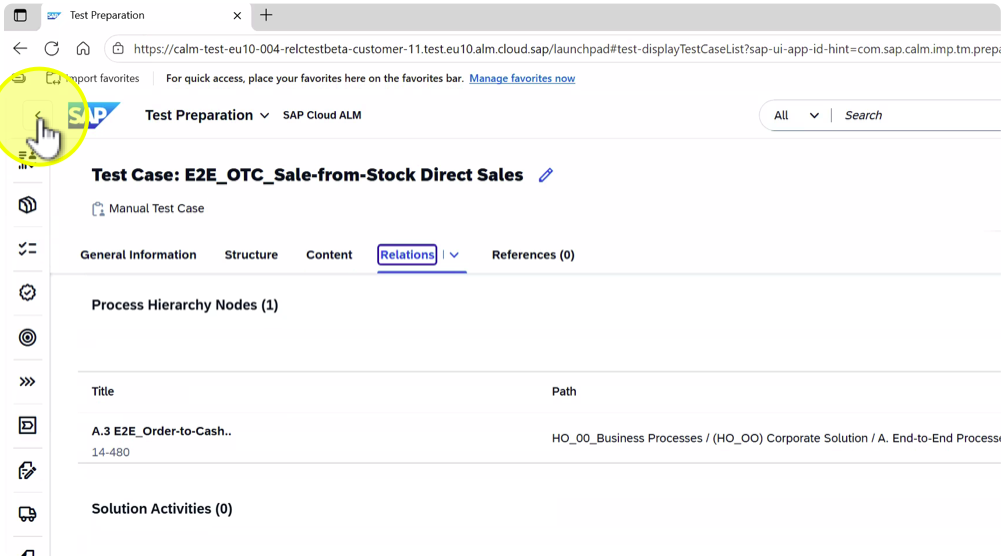 Test Preparation
https://calm-test-eu10-004-relctestbeta-customer-11.test.eu10.alm.cloud.sap/launchpad#test-displayTestCaseList?sap-ui-app-id-hint=com.sap.calm.imp.tm.prepa
Import favorites
For quick access, place your favorites here on the favorites bar. Manage favorites now
SAP Test Preparation SAP Cloud ALM All Search
Test Case: E2E_OTC_Sale-from-Stock Direct Sales
Manual Test Case
General Information Structure Content Relations References (0)
Process Hierarchy Nodes (1)
Title Path
A.3 E2E_Order-to-Cash..
HO_00_Business Processes / (HO_OO) Corporate Solution / A. End-to-End Processe
14-480
Solution Activities (0)